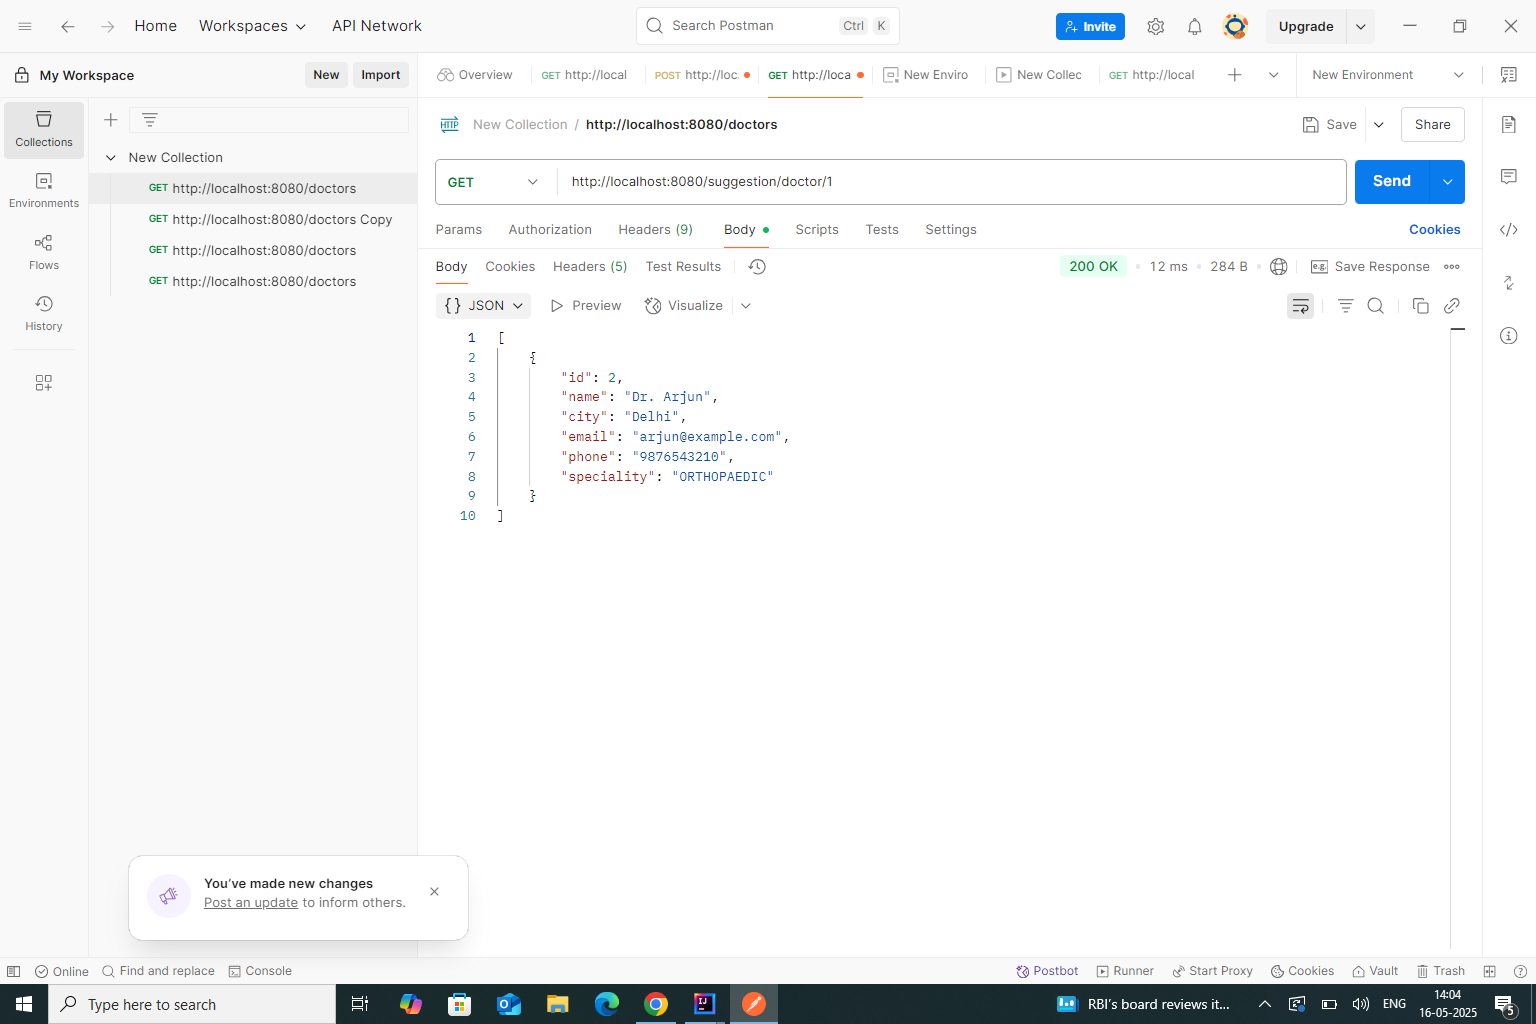 Home Workspaces API Network Search Postman Ctrl K Invite Upgrade
My Workspace New Import Overview GET http://local POST http://loc GET http://loca New Enviro New Collec GET http://local New Environment
HTTP New Collection / http://localhost:8080/doctors Save Share
Collections
Environments
Flows
History
New Collection
GET http://localhost:8080/doctors
GET http://localhost:8080/doctors Copy
GET http://localhost:8080/doctors
GET http://localhost:8080/doctors
GET http://localhost:8080/suggestion/doctor/1 Send
Params Authorization Headers (9) Body Scripts Tests Settings Cookies
Body Cookies Headers (5) Test Results 200 OK 12 ms 284 B e.g. Save Response
{} JSON Preview Visualize
1 [
2 {
3 "id": 2,
4 "name": "Dr. Arjun",
5 "city": "Delhi",
6 "email": "arjun@example.com",
7 "phone": "9876543210",
8 "speciality": "ORTHOPAEDIC"
9 }
10 ]
You've made new changes
Post an update to inform others.
Online Find and replace Console Postbot Runner Start Proxy Cookies Vault Trash
Type here to search RBI's board reviews it... ENG 14:04
16-05-2025 5